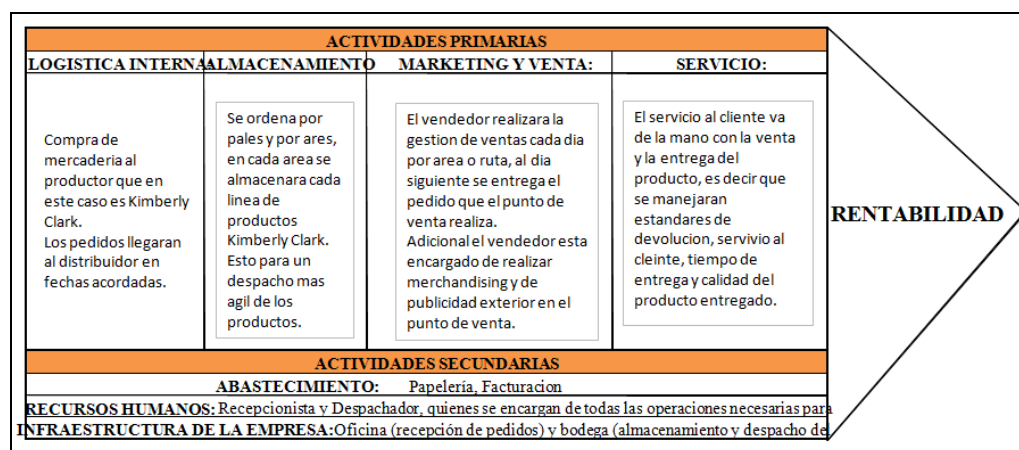 ACTIVIDADES PRIMARIAS
LOGISTICA INTERNA
ALMACENAMIENTO
MARKETING Y VENTA:
SERVICIO:
Compra de
mercaderia al
productor que en
este caso es Kimberly
Clark.
Los pedidos llegaran
al distribuidor en
fechas acordadas.
Se ordena por
pales y por ares,
en cada area se
almacenara cada
linea de
productos
Kimberly Clark.
Esto para un
despacho mas
agil de los
productos.
El vendedor realizara la
gestion de ventas cada dia
por area o ruta, al dia
siguiente se entrega el
pedido que el punto de
venta realiza.
Adicional el vendedor esta
encargado de realizar
merchandising y de
publicidad exterior en el
punto de venta.
El servicio al cliente va
de la mano con la venta
y la entrega del
producto, es decir que
se manejaran
estandares de
devolucion, servivio al
cleinte, tiempo de
entrega y calidad del
producto entregado.
RENTABILIDAD
ACTIVIDADES SECUNDARIAS
ABASTECIMIENTO: Papelería, Facturacion
RECURSOS HUMANOS: Recepcionista y Despachador, quienes se encargan de todas las operaciones necesarias para
INFRAESTRUCTURA DE LA EMPRESA: Oficina (recepción de pedidos) y bodega (almacenamiento y despacho de